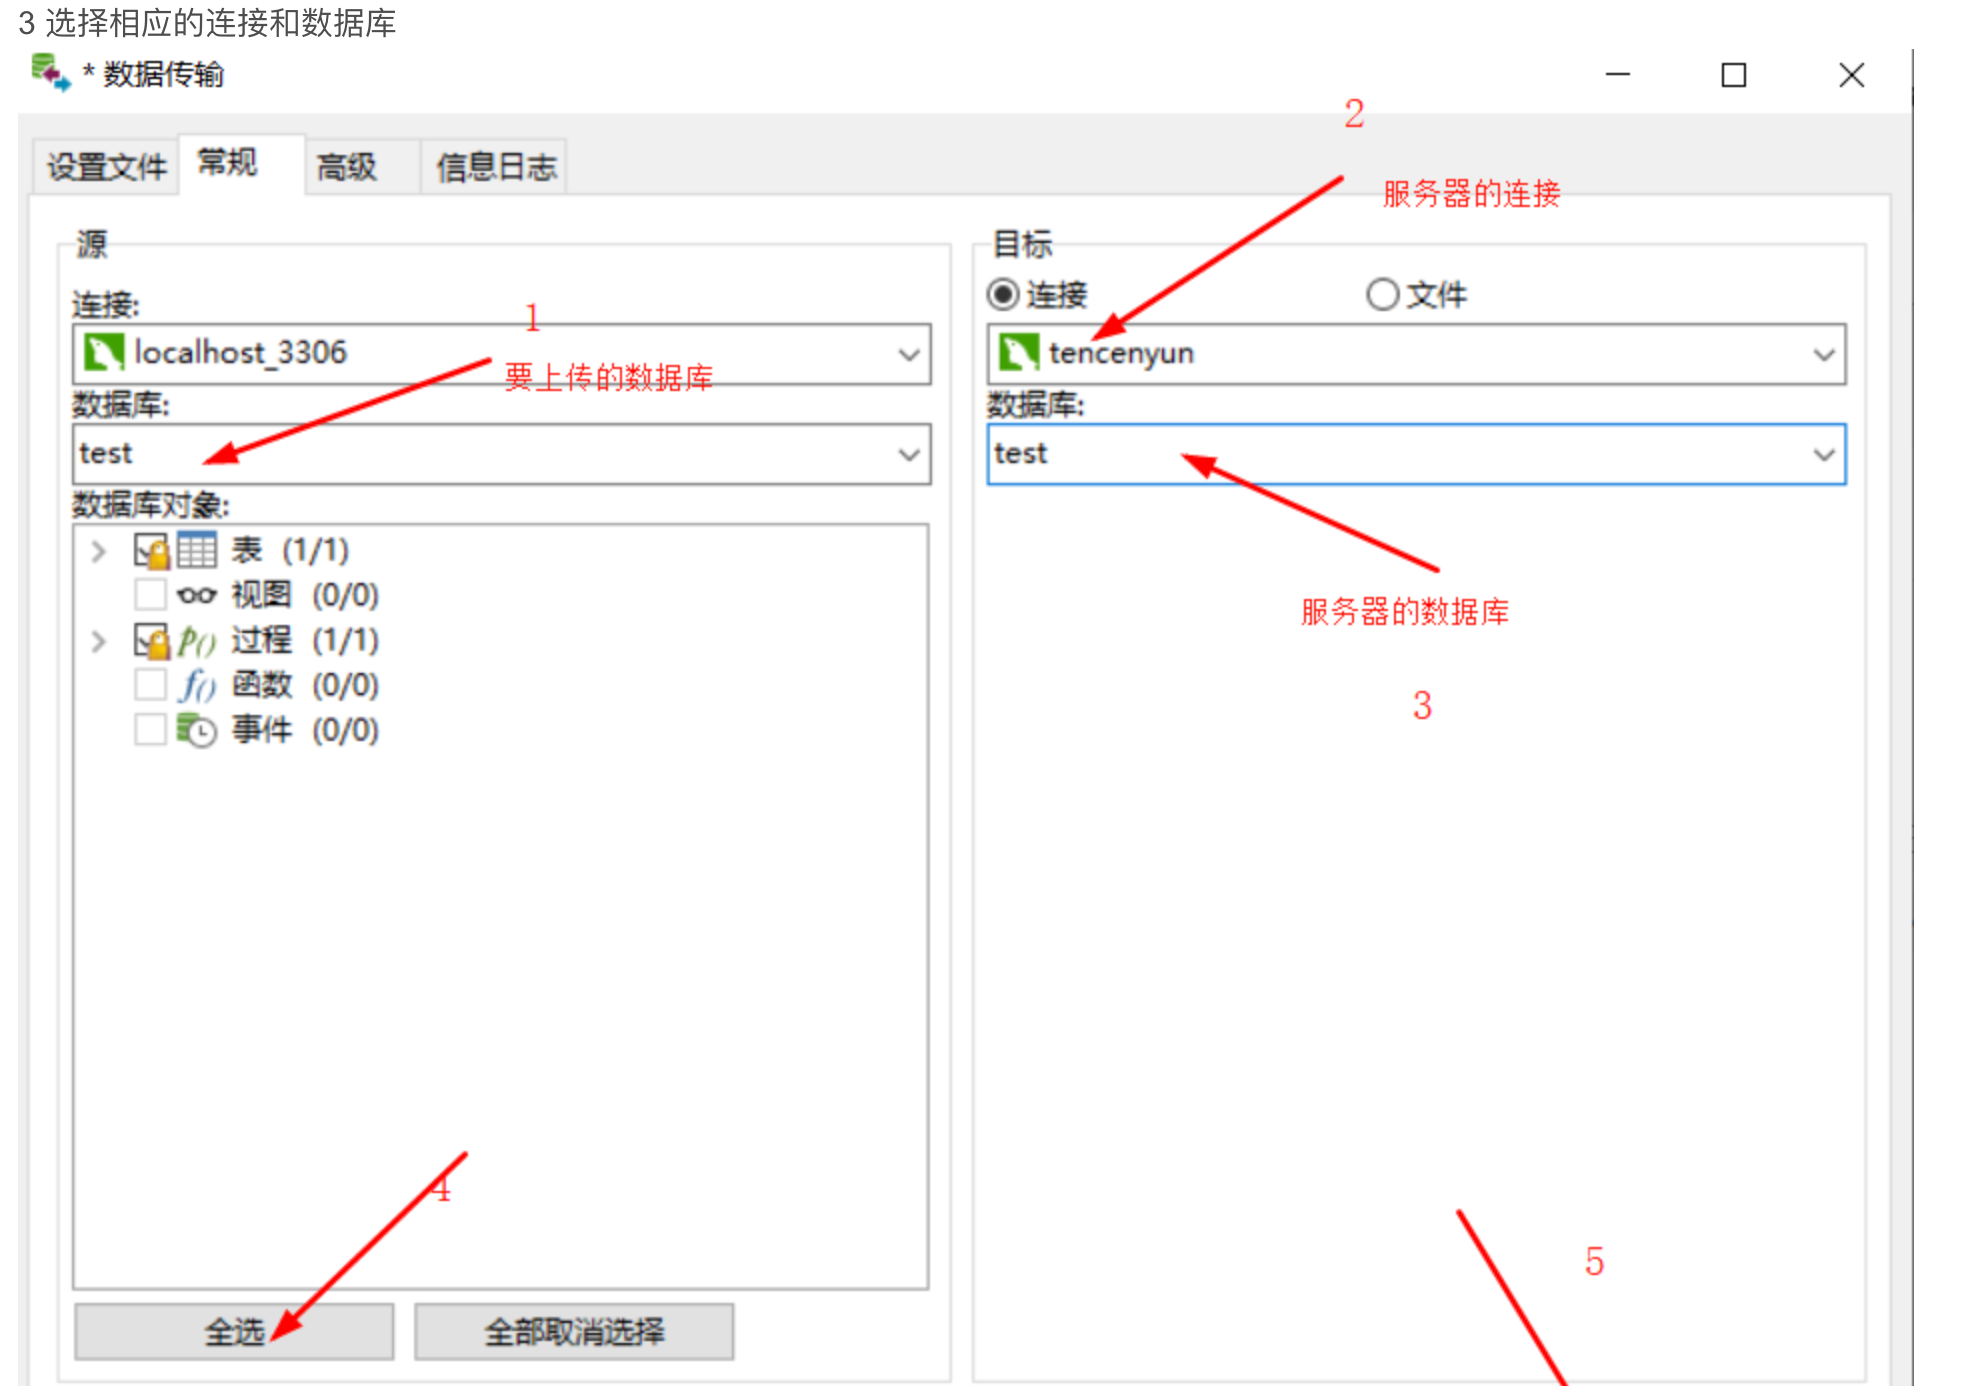 3 选择相应的连接和数据库
* 数据传输
2
设置文件 常规 高级 信息日志
服务器的连接
源
目标
连接:
连接 文件
1
localhost_3306
tencenyun
要上传的数据库
数据库:
数据库:
test
test
数据库对象:
表 (1/1)
视图 (0/0)
服务器的数据库
过程 (1/1)
函数 (0/0)
3
事件 (0/0)
4
5
全选 全部取消选择